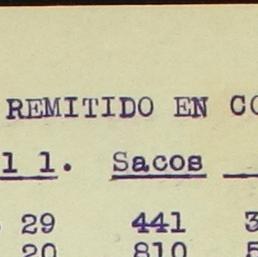 REMITIDO EN CO
1 1. Sacos
29 441 3
20 810 5